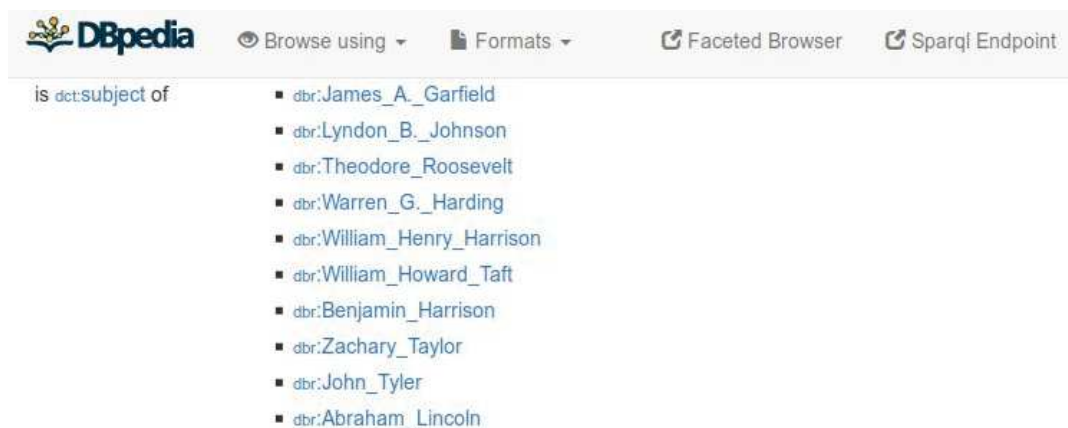 DBpedia Browse using Formats Faceted Browser Sparql Endpoint
is dct:subject of dbr:James_A._Garfield
dbr:Lyndon_B._Johnson
dbr:Theodore_Roosevelt
dbr:Warren_G._Harding
dbr:William_Henry_Harrison
dbr:William_Howard_Taft
dbr:Benjamin_Harrison
dbr:Zachary_Taylor
dbr:John_Tyler
dbr:Abraham_Lincoln